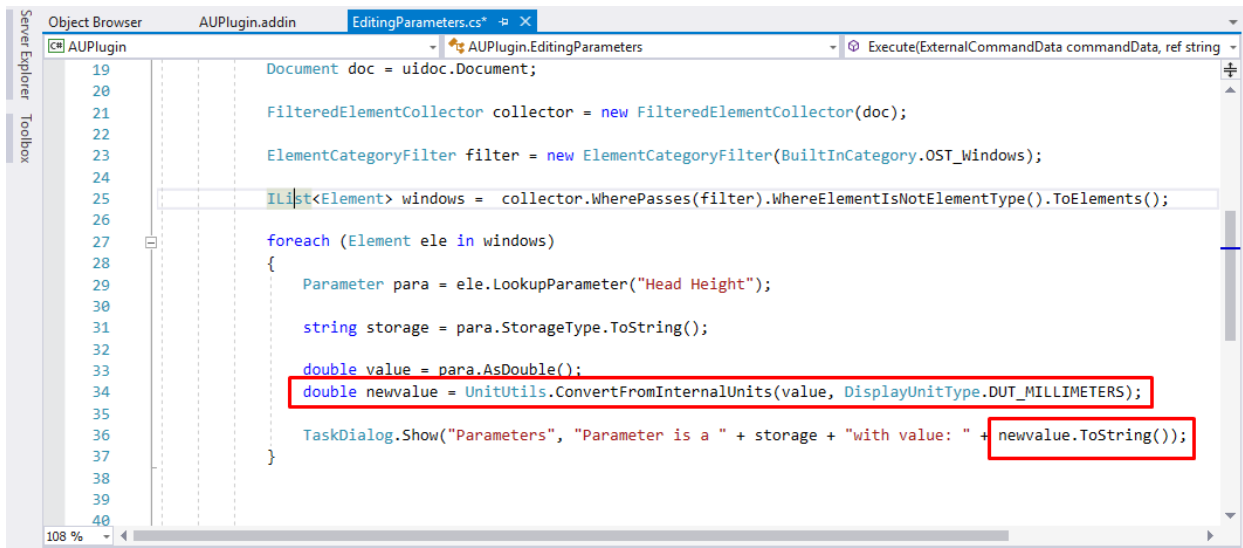 Server Explorer
Toolbox
Object Browser AUPlugin.addin EditingParameters.cs*
C# AUPlugin AUPlugin.EditingParameters Execute(ExternalCommandData commandData, ref string
19 Document doc = uidoc.Document;
20
21 FilteredElementCollector collector = new FilteredElementCollector(doc);
22
23 ElementCategoryFilter filter = new ElementCategoryFilter(BuiltInCategory.OST_Windows);
24
25 IList<Element> windows =  collector.WherePasses(filter).WhereElementIsNotElementType().ToElements();
26
27 foreach (Element ele in windows)
28 {
29 Parameter para = ele.LookupParameter("Head Height");
30
31 string storage = para.StorageType.ToString();
32
33 double value = para.AsDouble();
34 double newvalue = UnitUtils.ConvertFromInternalUnits(value, DisplayUnitType.DUT_MILLIMETERS);
35
36 TaskDialog.Show("Parameters", "Parameter is a " + storage + "with value: " + newvalue.ToString());
37 }
38
39
40
108 %